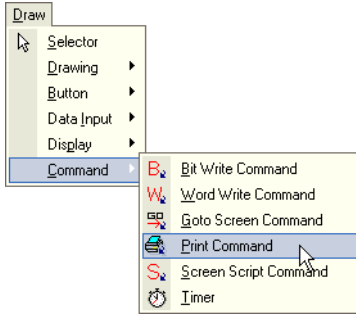 Draw
Selector
Drawing
Button
Data Input
Display
Command
Bit Write Command
Word Write Command
Goto Screen Command
Print Command
Screen Script Command
Timer